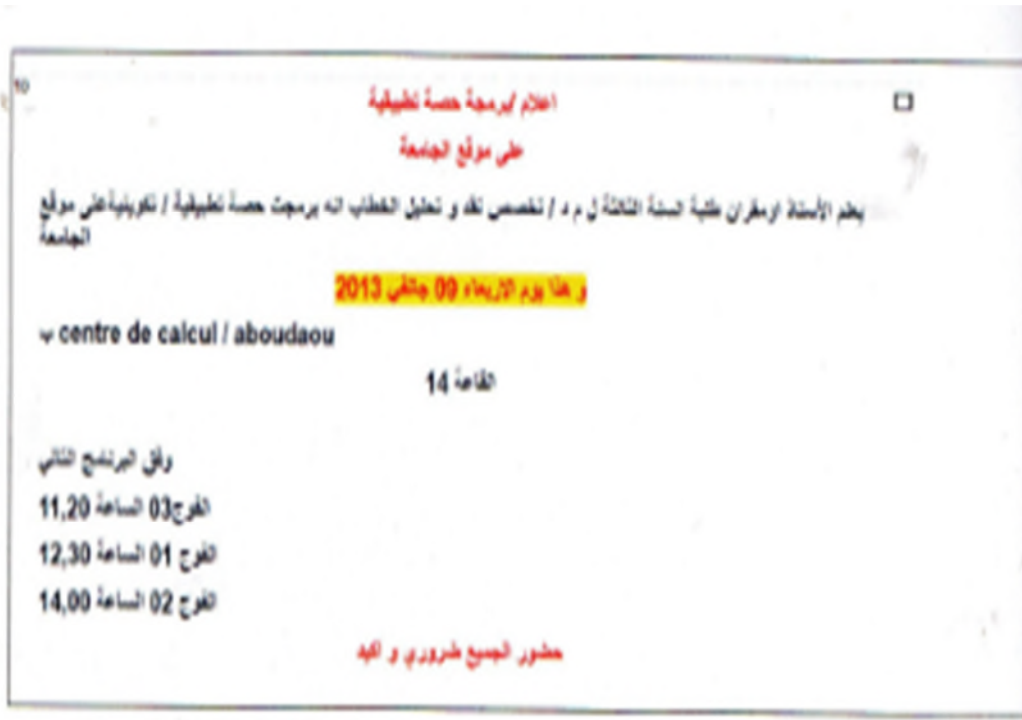 اعلام /برمجة حصة تطبيقية
على موقع الجامعة
يعلم الأستاذ اومقران طلبة السنة الثالثة ل م د / تخصص نقد و تحليل الخطاب انه برمجت حصة تطبيقية / تكوينية على موقع
الجامعة
و هذا يوم الاربعاء 09 جانفي 2013
ب centre de calcul / aboudaou
القاعة 14
وفق البرنامج التالي
الفوج03 الساعة 11,20
الفوج 01 الساعة 12,30
الفوج 02 الساعة 14,00
حضور الجميع ضروري و اكيد